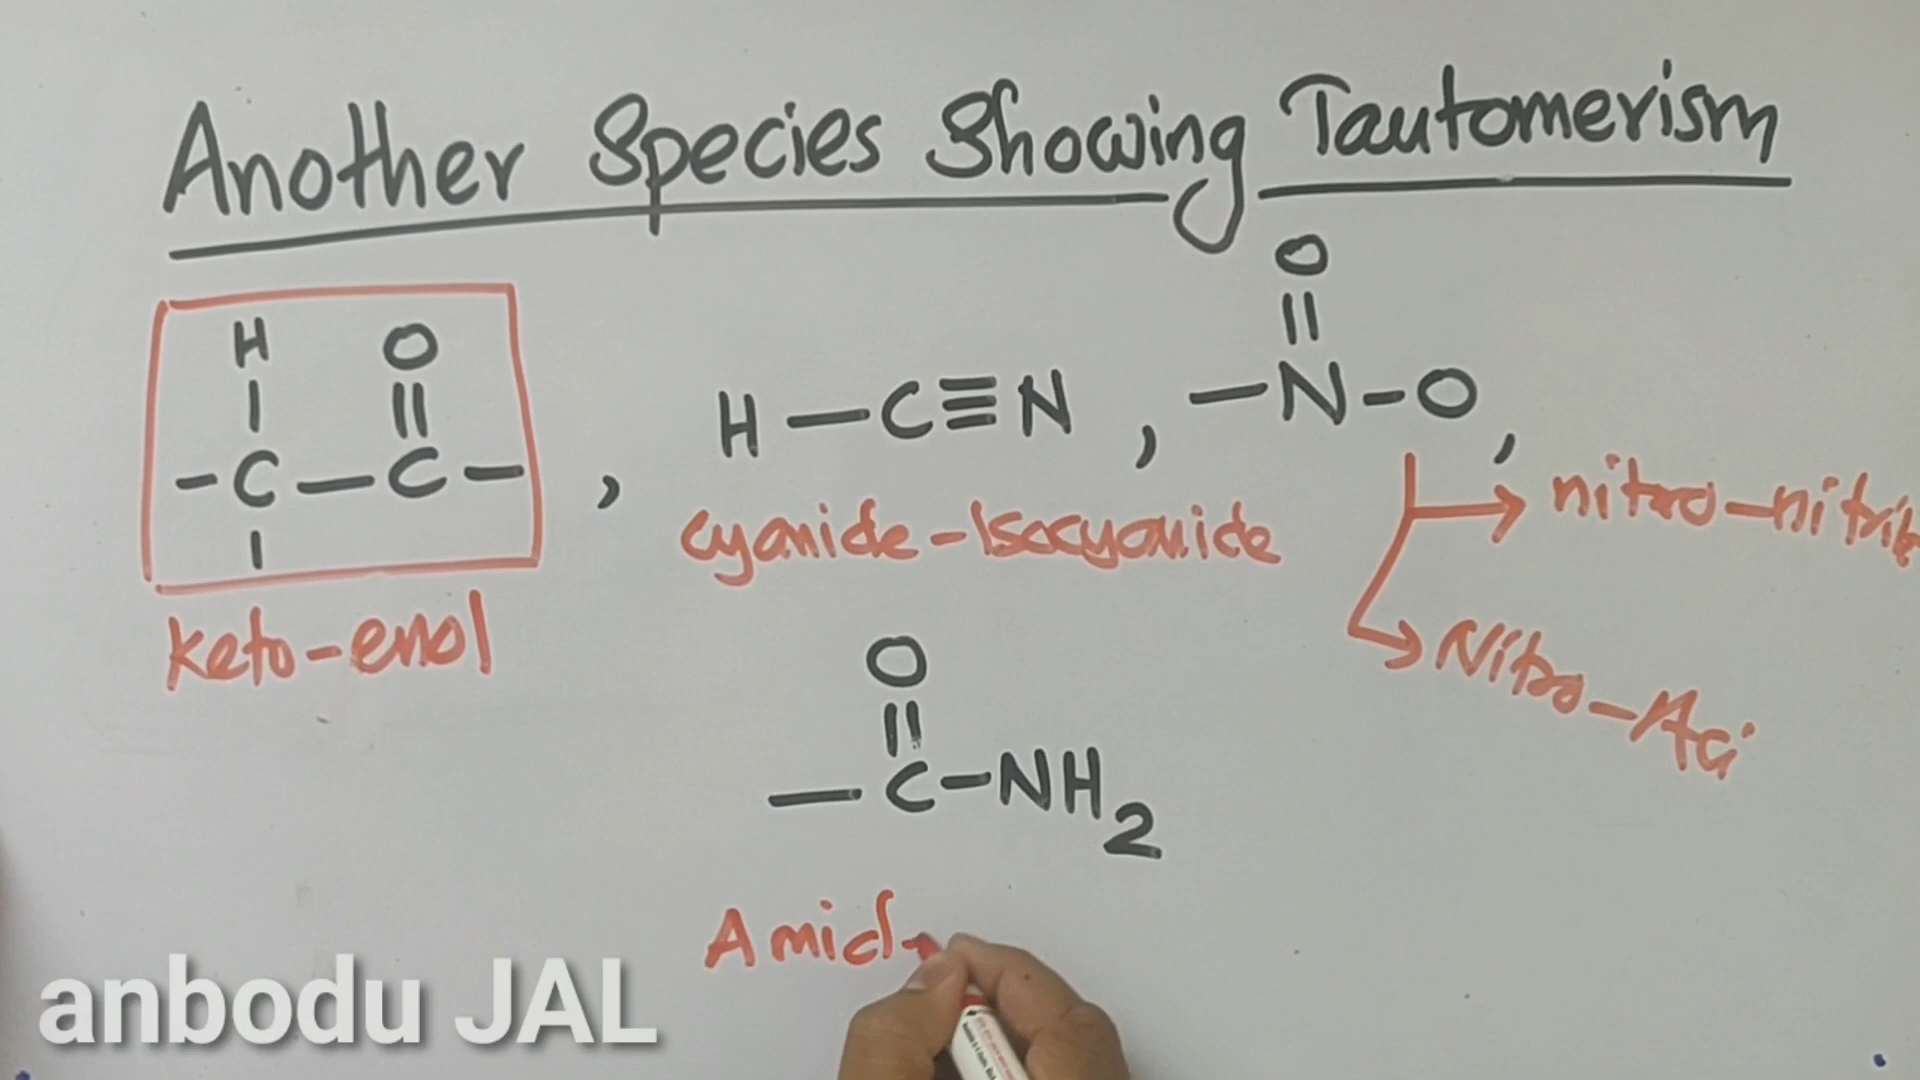 Another Species Showing Tautomerism
O
||
H O
| ||
-C-C-
|
,
H-C≡N
,
-N-O
,
keto-enol
cyanide-Isocyanide
nitro-nitrite
Nitro-Aci
O
||
-C-NH2
Amid
anbodu JAL